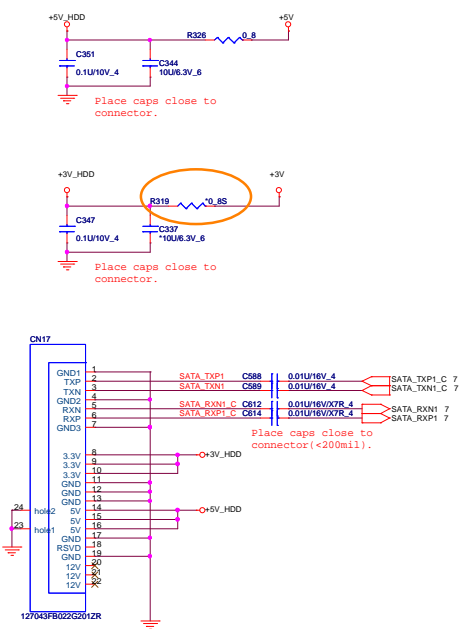 +5V_HDD
+5V
R326
0_8
C351
0.1U/10V_4
C344
10U/6.3V_6
Place caps close to
connector.
+3V_HDD
+3V
R319
*0_8S
C347
0.1U/10V_4
C337
*10U/6.3V_6
Place caps close to
connector.
CN17
GND1 1
TXP 2 SATA_TXP1 C588 0.01U/16V_4 SATA_TXP1_C 7
TXN 3 SATA_TXN1 C589 0.01U/16V_4 SATA_TXN1_C 7
GND2 4
RXN 5 SATA_RXN1_C C612 0.01U/16V/X7R_4 SATA_RXN1 7
RXP 6 SATA_RXP1_C C614 0.01U/16V/X7R_4 SATA_RXP1 7
GND3 7
Place caps close to
connector(<200mil).
3.3V 8 +3V_HDD
3.3V 9
3.3V 10
GND 11
GND 12
GND 13
24 hole2 5V 14 +5V_HDD
5V 15
23 hole1 5V 16
GND 17
RSVD 18
GND 19
12V 20
12V 21
12V 22
127043FB022G201ZR